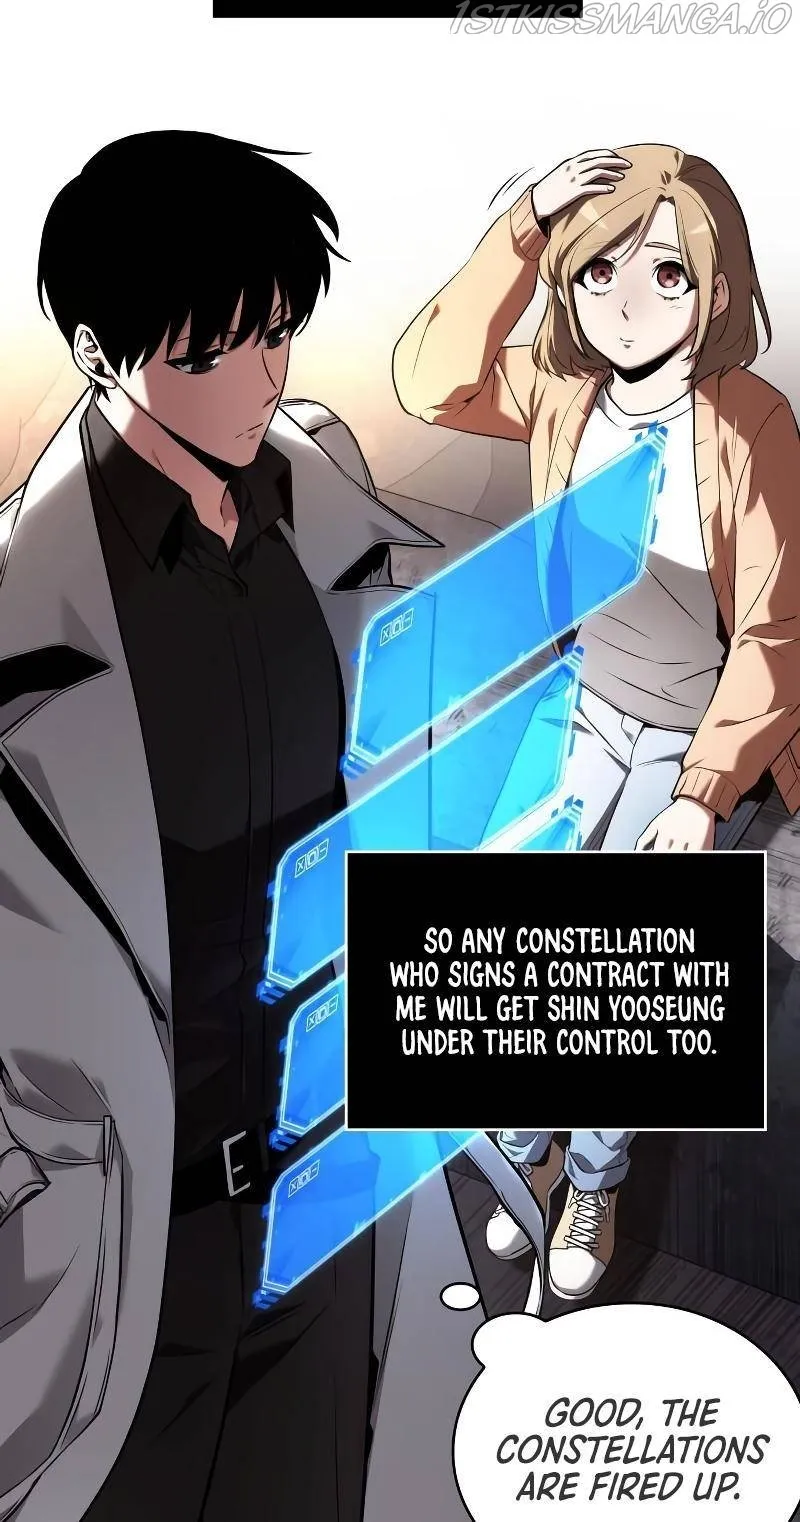 1STKISSMANGA.IO
SO ANY CONSTELLATION
WHO SIGNS A CONTRACT WITH
ME WILL GET SHIN YOOSEUNG
UNDER THEIR CONTROL TOO.
GOOD, THE
CONSTELLATIONS
ARE FIRED UP.